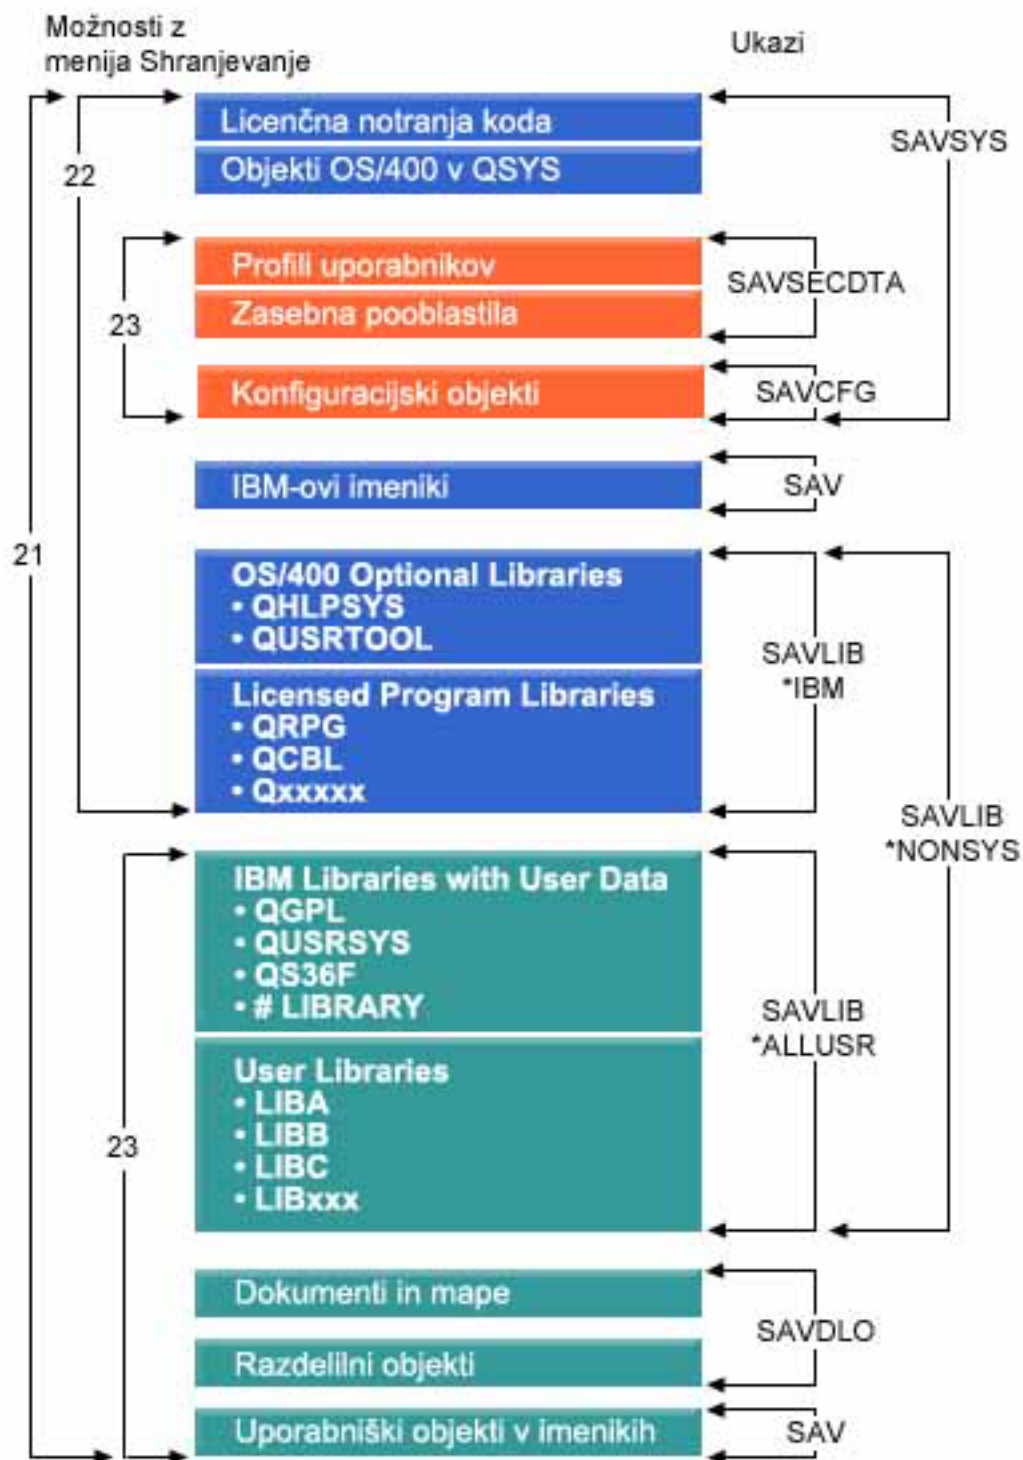 Možnosti z
menija Shranjevanje
Ukazi
Licenčna notranja koda
SAVSYS
Objekti OS/400 v QSYS
22
Profili uporabnikov
SAVSECDTA
Zasebna pooblastila
23
Konfiguracijski objekti
SAVCFG
IBM-ovi imeniki
SAV
21
OS/400 Optional Libraries
• QHLPSYS
• QUSRTOOL
SAVLIB
*IBM
Licensed Program Libraries
• QRPG
• QCBL
• Qxxxxx
SAVLIB
*NONSYS
IBM Libraries with User Data
• QGPL
• QUSRSYS
• QS36F
• # LIBRARY
SAVLIB
*ALLUSR
User Libraries
• LIBA
• LIBB
• LIBC
• LIBxxx
23
Dokumenti in mape
SAVDLO
Razdelilni objekti
Uporabniški objekti v imenikih
SAV